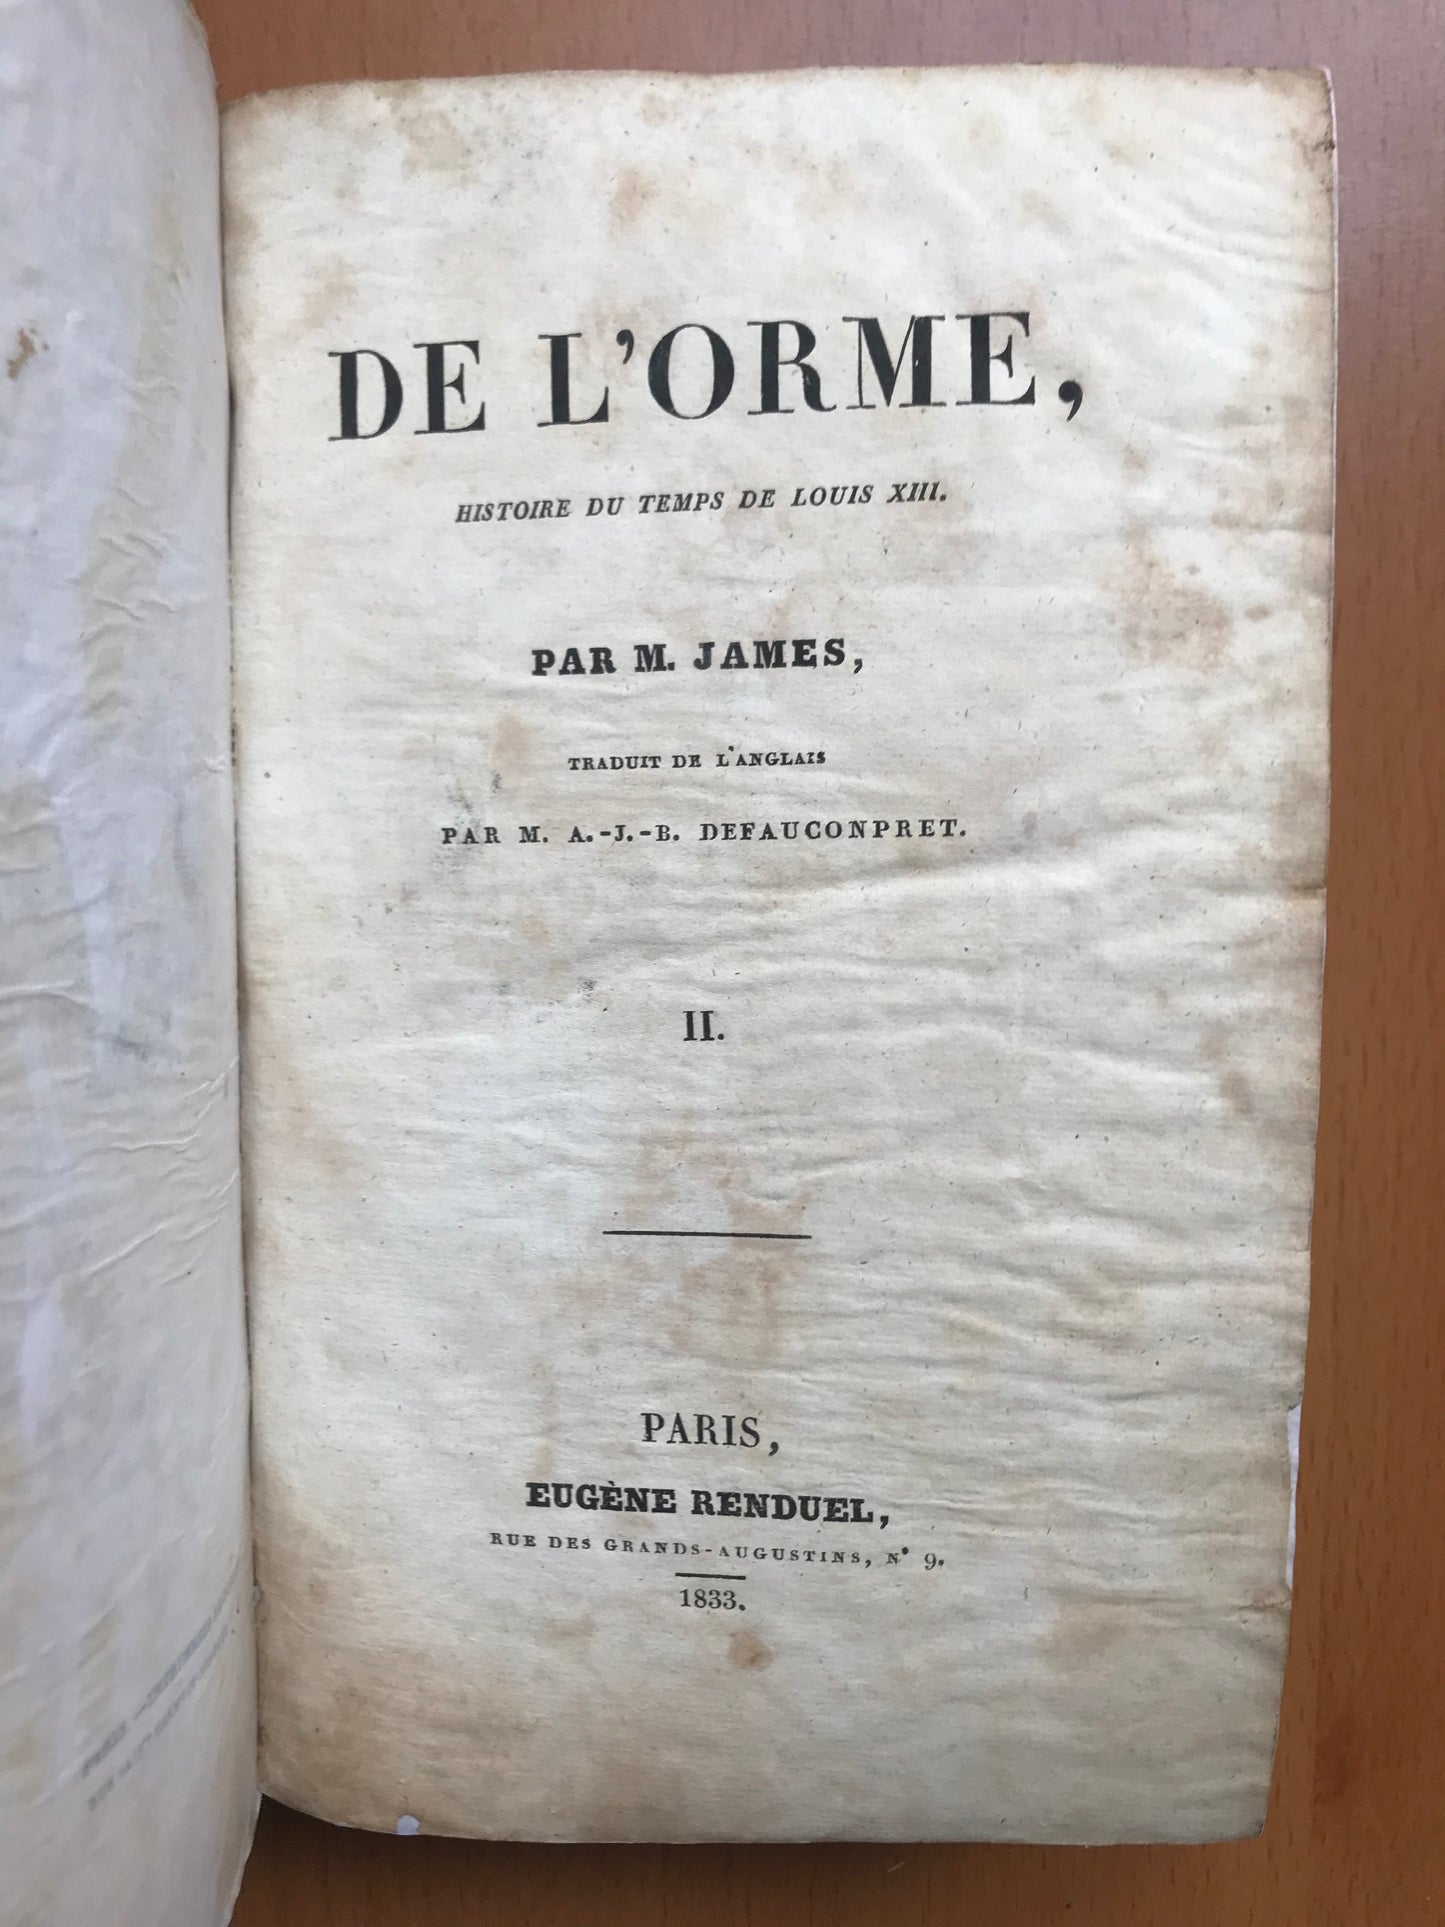 DE L'ORME,
HISTOIRE DU TEMPS DE LOUIS XIII.
PAR M. JAMES,
TRADUIT DE L'ANGLAIS
PAR M. A.-J.-B. DEFAUCONPRET.
II.
PARIS,
EUGÈNE RENDUEL,
RUE DES GRANDS-AUGUSTINS, N° 9.
1833.